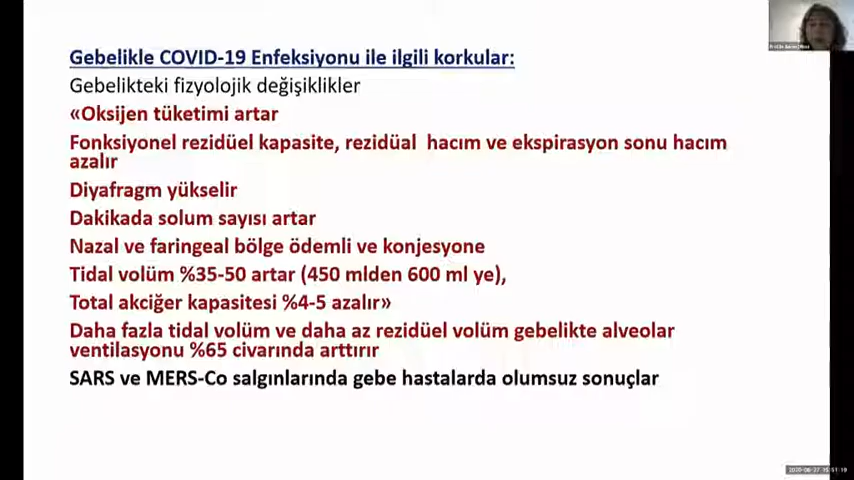 Gebelikle COVID-19 Enfeksiyonu ile ilgili korkular:
Gebelikteki fizyolojik değişiklikler
«Oksijen tüketimi artar
Fonksiyonel rezidüel kapasite, rezidüal hacım ve ekspirasyon sonu hacım
azalır
Diyafragm yükselir
Dakikada solum sayısı artar
Nazal ve faringeal bölge ödemli ve konjesyone
Tidal volüm %35-50 artar (450 mlden 600 ml ye),
Total akciğer kapasitesi %4-5 azalır»
Daha fazla tidal volüm ve daha az rezidüel volüm gebelikte alveolar
ventilasyonu %65 civarında arttırır
SARS ve MERS-Co salgınlarında gebe hastalarda olumsuz sonuçlar